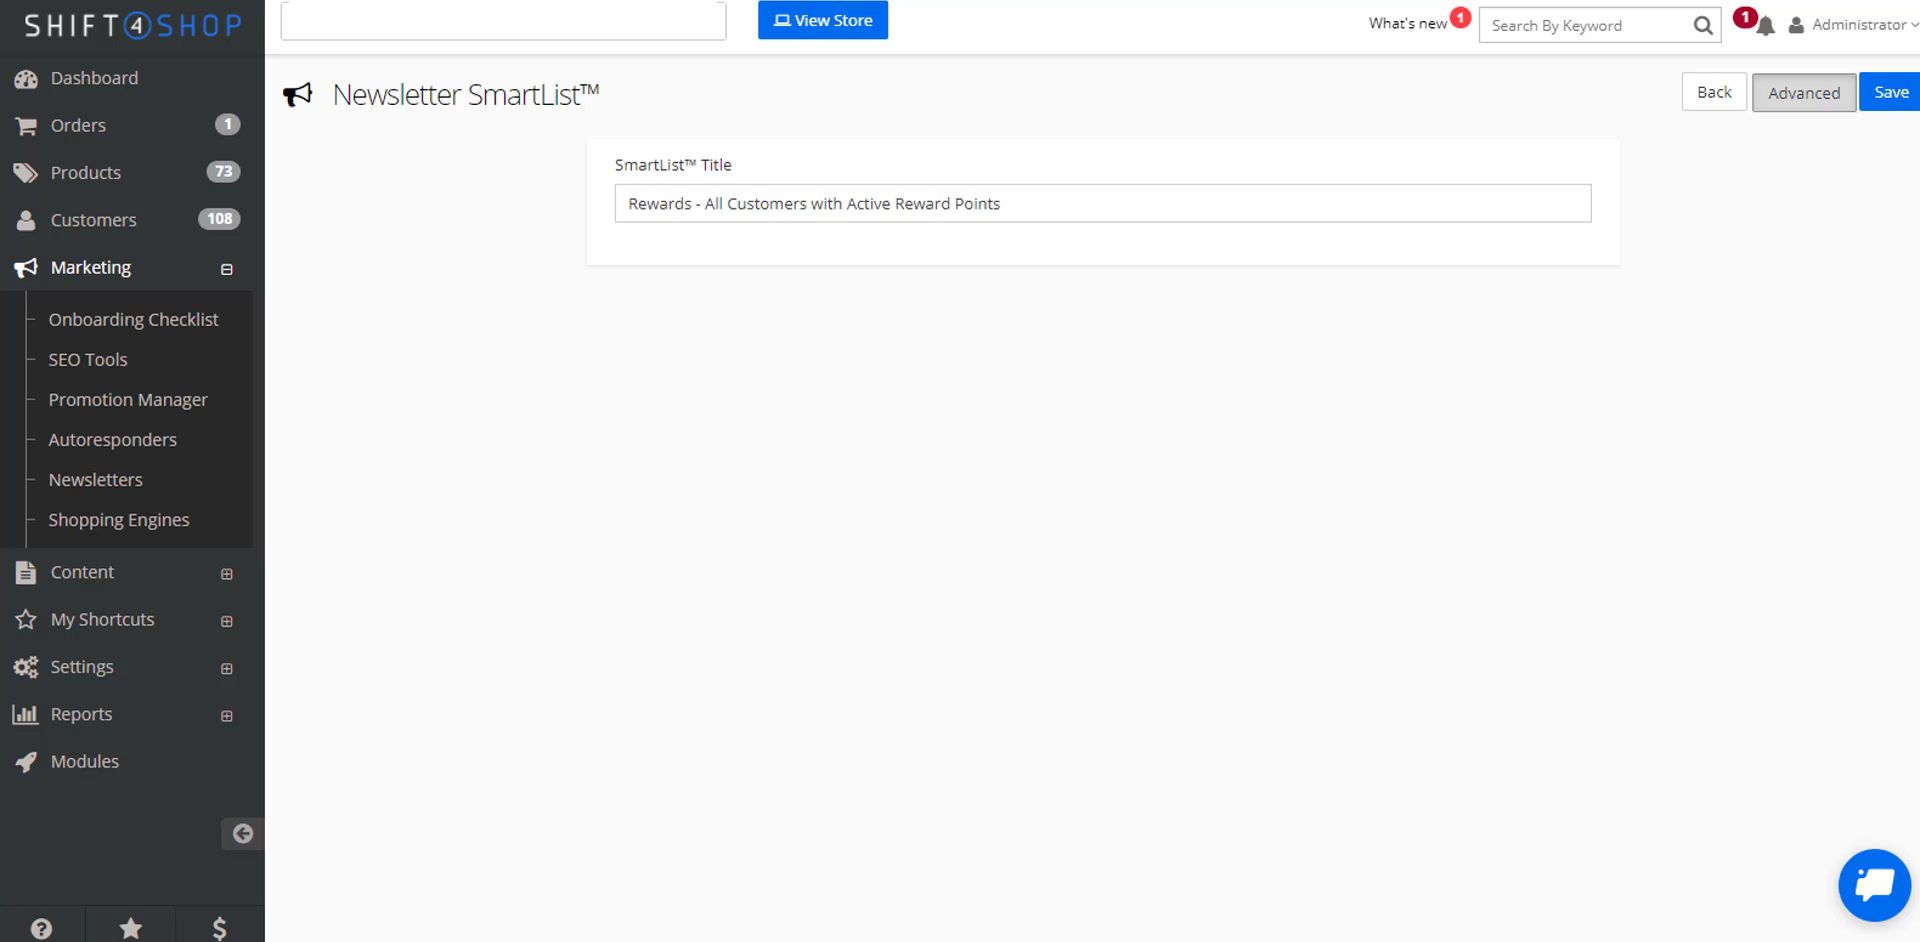 SHIFT4SHOP
View Store
What's new 1
Search By Keyword
1
Administrator
Dashboard
Orders 1
Products 73
Customers 108
Marketing
Onboarding Checklist
SEO Tools
Promotion Manager
Autoresponders
Newsletters
Shopping Engines
Content
My Shortcuts
Settings
Reports
Modules
Newsletter SmartList™
Back
Advanced
Save
SmartList™ Title
Rewards - All Customers with Active Reward Points